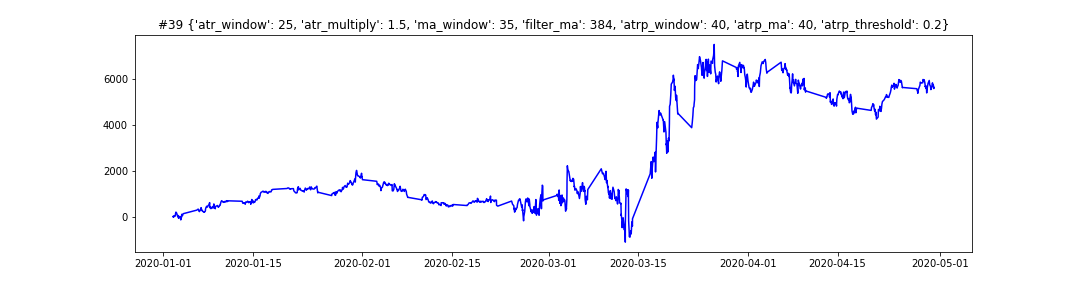 #39 {'atr_window': 25, 'atr_multiply': 1.5, 'ma_window': 35, 'filter_ma': 384, 'atrp_window': 40, 'atrp_ma': 40, 'atrp_threshold': 0.2}
6000
4000
2000
0
2020-01-01 2020-01-15 2020-02-01 2020-02-15 2020-03-01 2020-03-15 2020-04-01 2020-04-15 2020-05-01